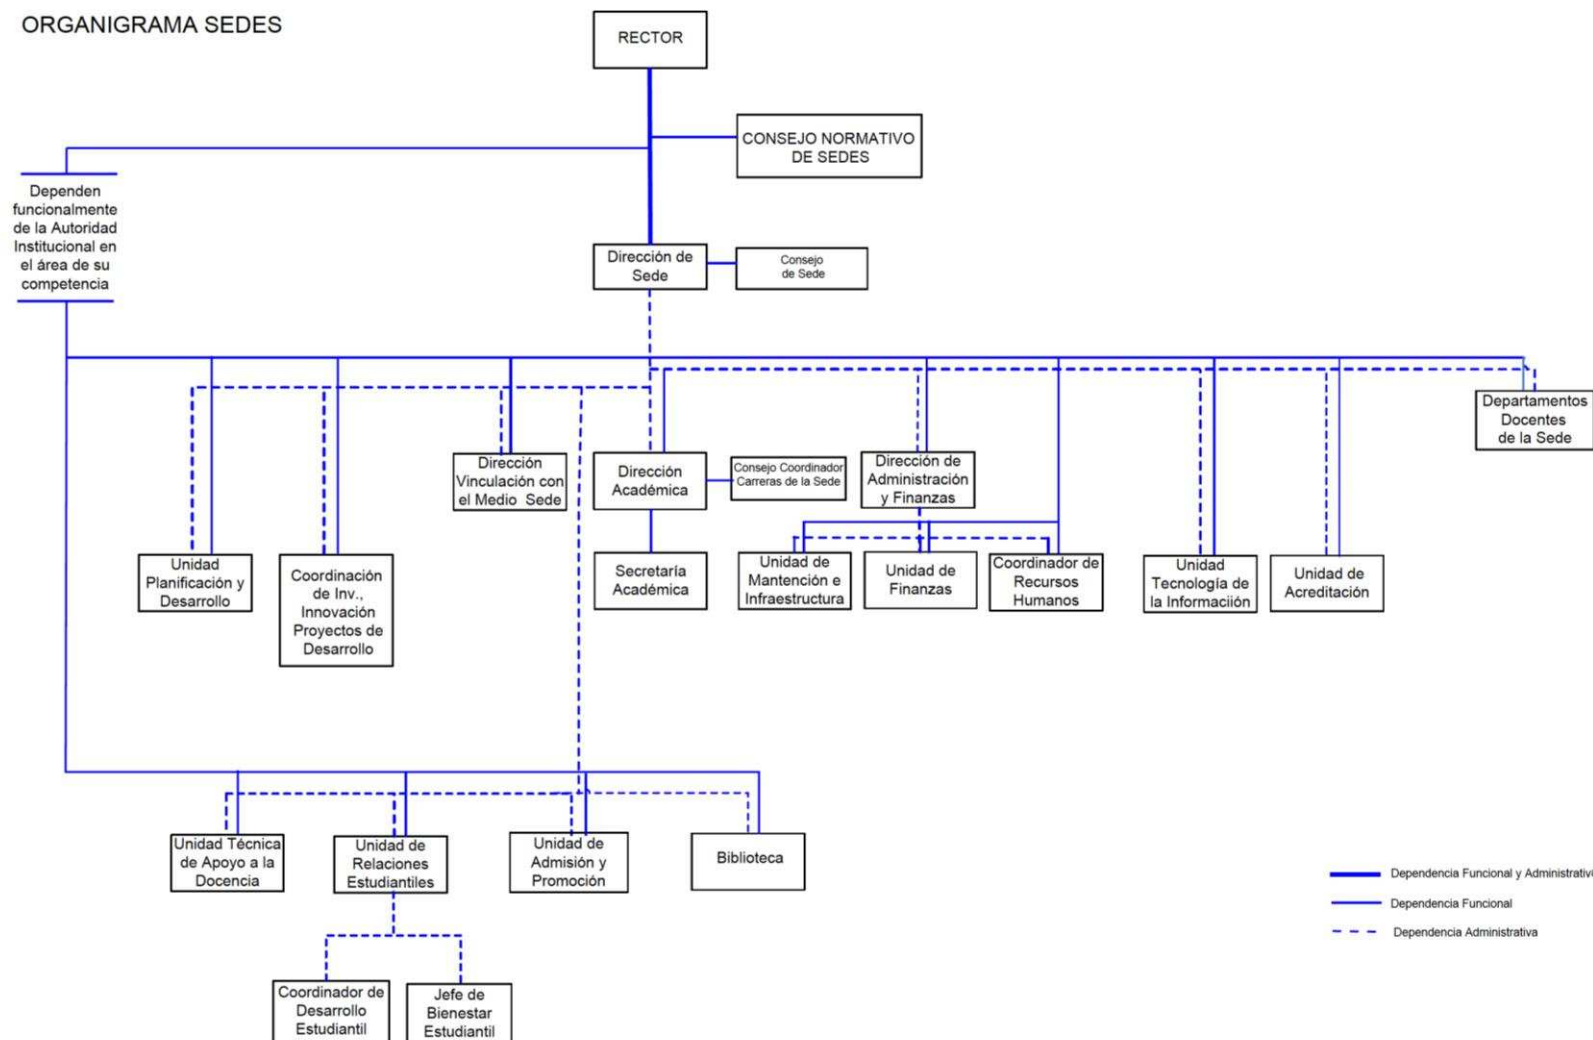 ORGANIGRAMA SEDES
RECTOR
CONSEJO NORMATIVO
DE SEDES
Dependen
funcionalmente
de la Autoridad
Institucional en
el área de su
competencia
Dirección de
Sede
Consejo
de Sede
Departamentos
Docentes
de la Sede
Dirección
Vinculación con
el Medio Sede
Dirección
Académica
Consejo Coordinador
Carreras de la Sede
Dirección de
Administración
y Finanzas
Unidad
Planificación y
Desarrollo
Coordinación
de Inv.,
Innovación
Proyectos de
Desarrollo
Secretaría
Académica
Unidad de
Mantención e
Infraestructura
Unidad de
Finanzas
Coordinador de
Recursos
Humanos
Unidad
Tecnología de
la Informaciión
Unidad de
Acreditación
Unidad Técnica
de Apoyo a la
Docencia
Unidad de
Relaciones
Estudiantiles
Unidad de
Admisión y
Promoción
Biblioteca
Coordinador de
Desarrollo
Estudiantil
Jefe de
Bienestar
Estudiantil
Dependencia Funcional y Administrativ
Dependencia Funcional
Dependencia Administrativa